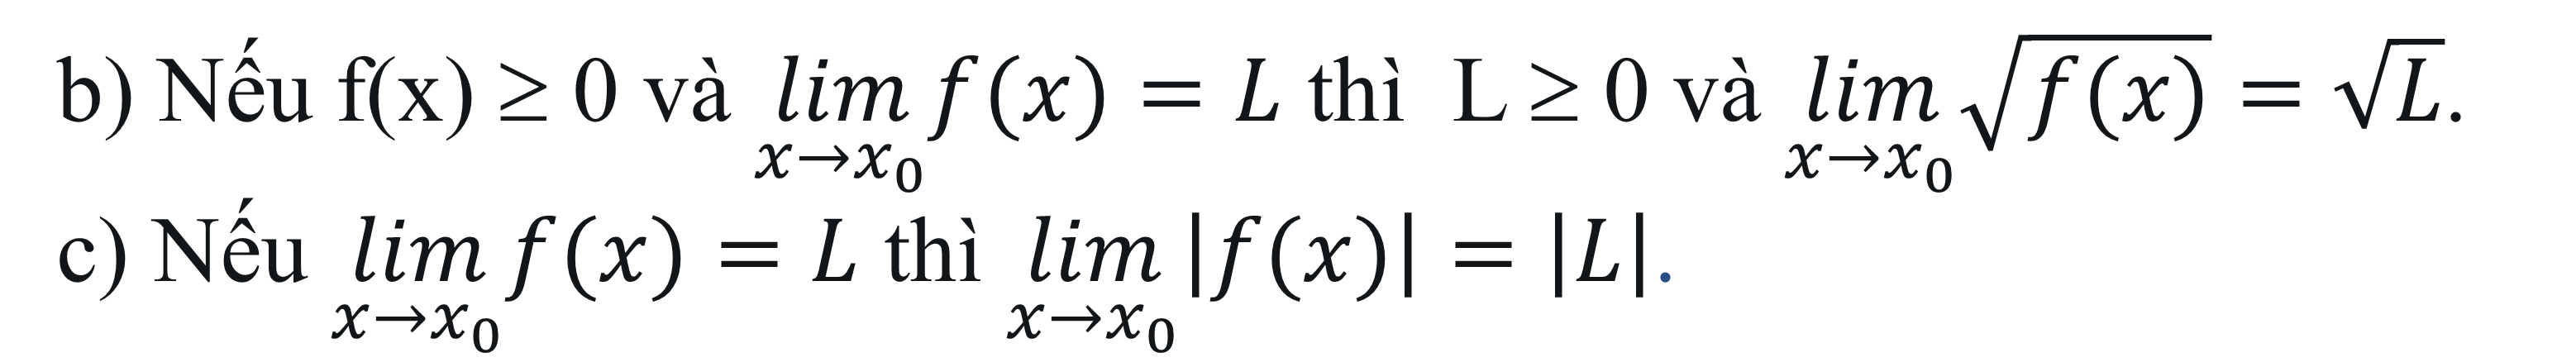 b) Nếu f(x) ≥ 0 và lim_{x→x₀} f(x) = L thì L ≥ 0 và lim_{x→x₀} √f(x) = √L.
c) Nếu lim_{x→x₀} f(x) = L thì lim_{x→x₀} |f(x)| = |L|.